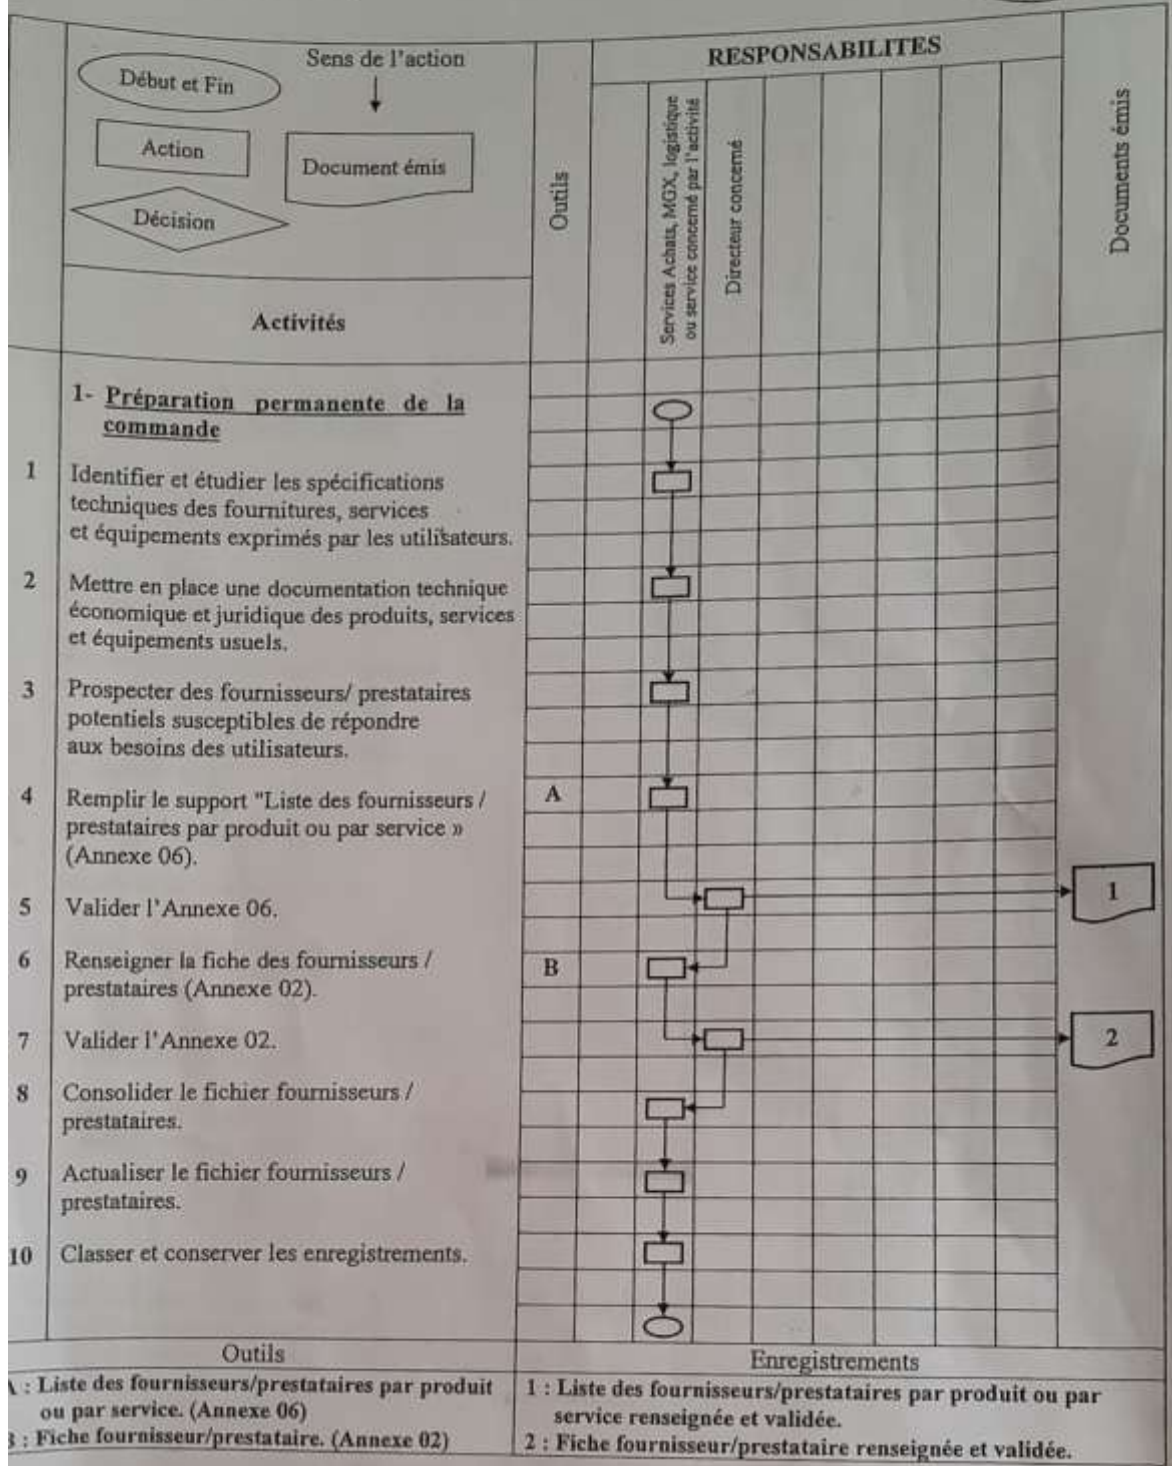 Début et Fin
Sens de l'action
Action
Document émis
Décision
Activités
Outils
RESPONSABILITES
Services Achats, MGX, logistique
ou service concerné par l'activité
Directeur concerné
Documents émis
1- Préparation permanente de la
commande
1 Identifier et étudier les spécifications
techniques des fournitures, services
et équipements exprimés par les utilisateurs.
2 Mettre en place une documentation technique
économique et juridique des produits, services
et équipements usuels.
3 Prospecter des fournisseurs/ prestataires
potentiels susceptibles de répondre
aux besoins des utilisateurs.
4 Remplir le support "Liste des fournisseurs / A
prestataires par produit ou par service »
(Annexe 06).
5 Valider l'Annexe 06. 1
6 Renseigner la fiche des fournisseurs / B
prestataires (Annexe 02).
7 Valider l'Annexe 02. 2
8 Consolider le fichier fournisseurs /
prestataires.
9 Actualiser le fichier fournisseurs /
prestataires.
10 Classer et conserver les enregistrements.
Outils
: Liste des fournisseurs/prestataires par produit
ou par service. (Annexe 06)
: Fiche fournisseur/prestataire. (Annexe 02)
Enregistrements
1 : Liste des fournisseurs/prestataires par produit ou par
service renseignée et validée.
2 : Fiche fournisseur/prestataire renseignée et validée.